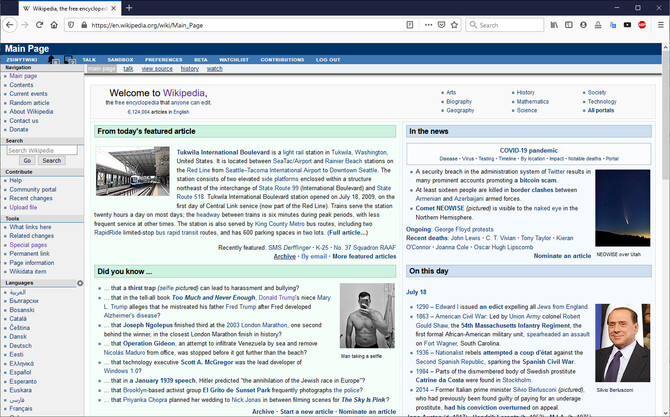 Wikipedia, the free encyclopedia
https://en.wikipedia.org/wiki/Main_Page
Search
Main Page
ZSINYTWIKI
TALK SANDBOX PREFERENCES BETA WATCHLIST CONTRIBUTIONS LOG OUT
main page talk view source history watch
Navigation
Main page
Contents
Current events
Random article
About Wikipedia
Contact us
Donate
Search
Search Wikipedia
Go Search
Contribute
Help
Community portal
Recent changes
Upload file
Tools
What links here
Related changes
Special pages
Permanent link
Page information
Wikidata item
Languages
العربية
Български
Bosanski
Català
Čeština
Dansk
Deutsch
Eesti
Ελληνικά
Español
Esperanto
Euskara
فارسی
Français
Welcome to Wikipedia,
the free encyclopedia that anyone can edit.
6,124,004 articles in English
Arts
Biography
Geography
History
Mathematics
Science
Society
Technology
All portals
From today's featured article
Tukwila International Boulevard is a light rail station in Tukwila, Washington,
United States. It is located between SeaTac/Airport and Rainier Beach stations on
the Red Line from Seattle–Tacoma International Airport to Downtown Seattle. The
station consists of two elevated side platforms enclosed within a structure
northeast of the interchange of State Route 99 (International Boulevard) and State
Route 518. Tukwila International Boulevard opened on July 18, 2009, on the
first day of Central Link service (now part of the Red Line). Trains serve the station
twenty hours a day on most days; the headway between trains is six minutes during peak periods, with less
frequent service at other times. The station is also served by King County Metro bus routes, including two
RapidRide limited-stop bus rapid transit routes, and has 600 parking spaces in two lots. (Full article...)
Recently featured: SMS Derfflinger · K-25 · No. 37 Squadron RAAF
Archive · By email · More featured articles
Did you know ...
... that a thirst trap (selfie pictured) can lead to harassment and bullying?
... that in the tell-all book Too Much and Never Enough, Donald Trump's niece Mary
L. Trump alleges that he mistreated his father Fred Trump after Fred developed
Alzheimer's disease?
... that Joseph Ngolepus finished third at the 2003 London Marathon, one second
behind the winner, in the closest London Marathon finish in history?
... that Operation Gideon, an attempt to infiltrate Venezuela by sea and remove
Nicolás Maduro from office, was stopped before it got further than the beach?
... that technology executive Scott A. McGregor was the lead developer of
Windows 1.0?
... that in a January 1939 speech, Hitler predicted "the annihilation of the Jewish race in Europe"?
... that Brooklyn-based activist group El Grito de Sunset Park frequently photographs the police?
... that Priyanka Chopra planned her wedding to Nick Jonas in between filming scenes for The Sky Is Pink?
Man taking a selfie
Archive · Start a new article · Nominate an article
In the news
COVID-19 pandemic
Disease · Virus · Testing · Timeline · By location · Impact · Notable deaths · Portal
A security breach in the administration system of Twitter results in
many prominent accounts promoting a bitcoin scam.
At least sixteen people are killed in border clashes between
Armenian and Azerbaijani armed forces.
Comet NEOWISE (pictured) is visible to the naked eye in the
Northern Hemisphere.
Ongoing: George Floyd protests
Recent deaths: John Lewis · C. T. Vivian · Tony Taylor · Kieran
O'Connor · Joanna Cole · Oscar Hugh Lipscomb
NEOWISE over Utah
Nominate an article
On this day
July 18
1290 – Edward I issued an edict expelling all Jews from England.
1863 – American Civil War: Led by Union Army colonel Robert
Gould Shaw, the 54th Massachusetts Infantry Regiment, the
first formal African-American military unit, spearheaded an assault
on Fort Wagner, South Carolina.
1936 – Nationalist rebels attempted a coup d'état against the
Second Spanish Republic, sparking the Spanish Civil War.
1984 – Parts of the dismembered body of Swedish prostitute
Catrine da Costa were found in Stockholm.
2014 – Former Italian prime minister Silvio Berlusconi (pictured),
who had previously been found guilty of paying for an underage
prostitute, had his conviction overturned on appeal.
Silvio Berlusconi